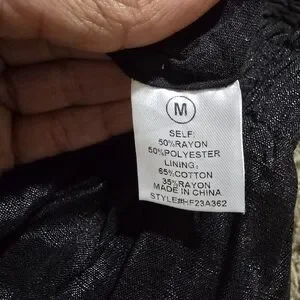 M
SELF:
50%RAYON
50%POLYESTER
LINING:
65%COTTON
35%RAYON
MADE IN CHINA
STYLE#HF23A362